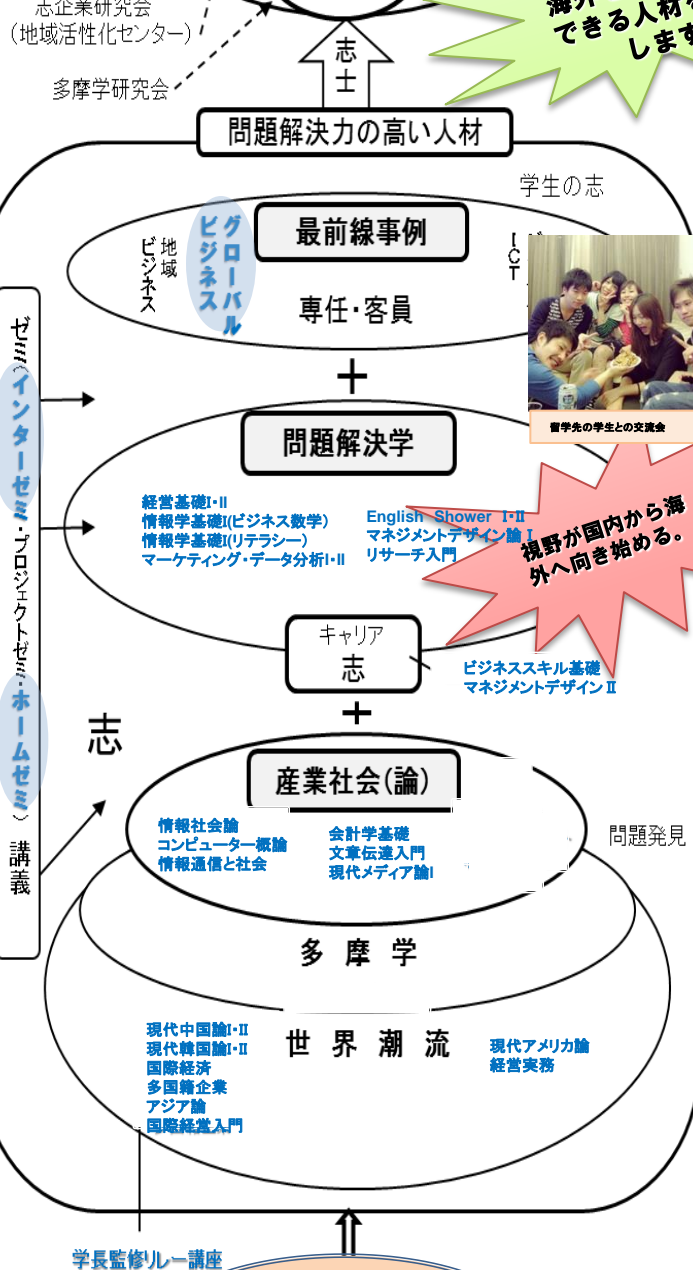 志企業研究会
(地域活性化センター)
多摩学研究会
海外
できる人材を
します
志士
問題解決力の高い人材
学生の志
最前線事例
グローバル
ビジネス
地域
ビジネス
ICT
専任・客員
+
留学先の学生との交流会
問題解決学
経営基礎Ⅰ・Ⅱ
情報学基礎Ⅰ(ビジネス数学)
情報学基礎Ⅰ(リテラシー)
マーケティング・データ分析Ⅰ・Ⅱ
English Shower Ⅰ・Ⅱ
マネジメントデザイン論Ⅰ
リサーチ入門
視野が国内から海
外へ向き始める。
ゼミ(インターゼミ・プロジェクトゼミ・ホームゼミ) 講義
キャリア
志
ビジネススキル基礎
マネジメントデザインⅡ
+
志
産業社会(論)
情報社会論
コンピューター概論
情報通信と社会
会計学基礎
文章伝達入門
現代メディア論Ⅰ
問題発見
多 摩 学
世 界 潮 流
現代中国論Ⅰ・Ⅱ
現代韓国論Ⅰ・Ⅱ
国際経済
多国籍企業
アジア論
国際経営入門
現代アメリカ論
経営実務
学長監修リレー講座